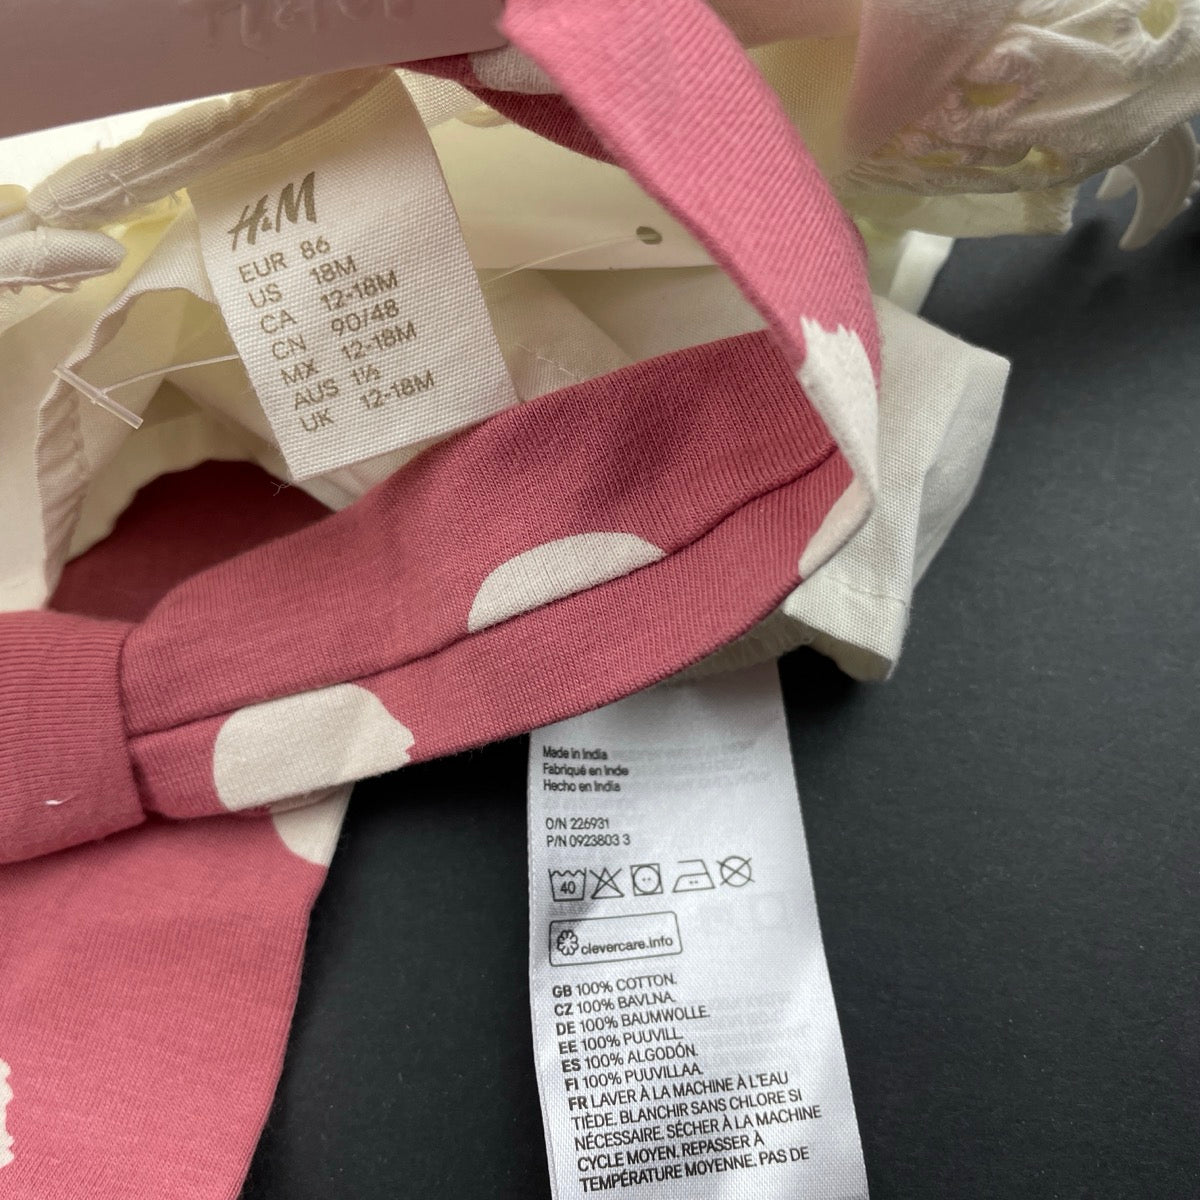 H&M
EUR 86
US 18M
CA 12-18M
CN 90/48
MX 12-18M
AUS 1½
UK 12-18M
Made in India
Fabriqué en Inde
Hecho en India
O/N 226931
P/N 0923803 3
40
clevercare.info
GB 100% COTTON.
CZ 100% BAVLNA.
DE 100% BAUMWOLLE.
EE 100% PUUVILL.
ES 100% ALGODÓN.
FI 100% PUUVILLAA.
FR LAVER À LA MACHINE À L'EAU
TIÈDE. BLANCHIR SANS CHLORE SI
NÉCESSAIRE. SÉCHER À LA MACHINE
CYCLE MOYEN. REPASSER À
TEMPÉRATURE MOYENNE. PAS DE